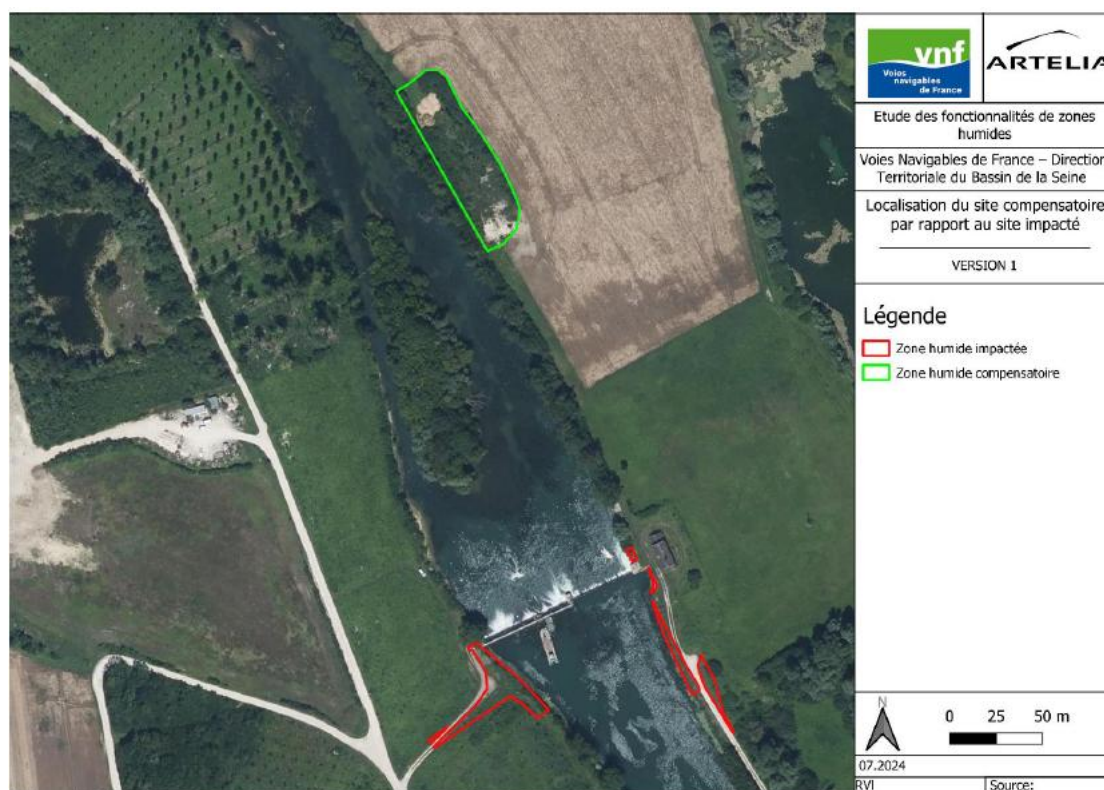 vnf
Voies
navigables
de France
ARTELIA
Etude des fonctionnalités de zones
humides
Voies Navigables de France – Direction
Territoriale du Bassin de la Seine
Localisation du site compensatoire
par rapport au site impacté
VERSION 1
Légende
Zone humide impactée
Zone humide compensatoire
N
0 25 50 m
07.2024
RVI
Source: